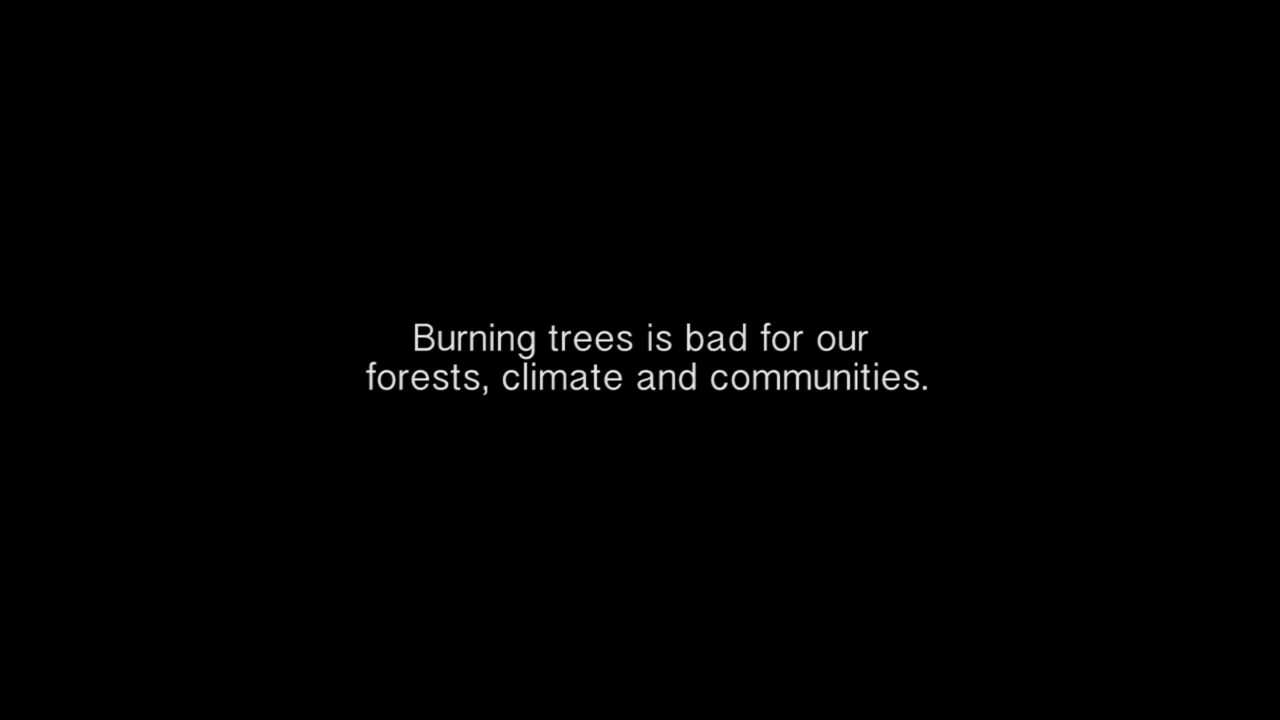 Burning trees is bad for our
forests, climate and communities.